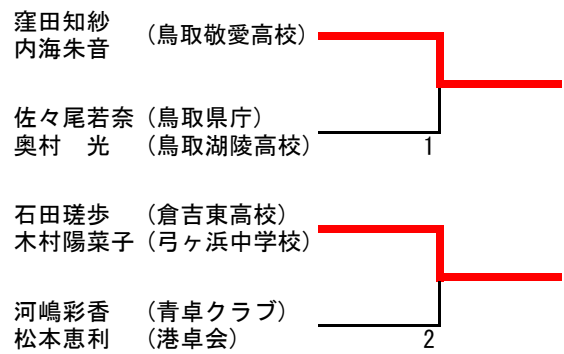 窪田知紗
内海朱音 （鳥取敬愛高校）
佐々尾若奈（鳥取県庁）
奥村　光　（鳥取湖陵高校）
1
石田瑳歩　（倉吉東高校）
木村陽菜子（弓ヶ浜中学校）
河嶋彩香　（青卓クラブ）
松本恵利　（港卓会）
2